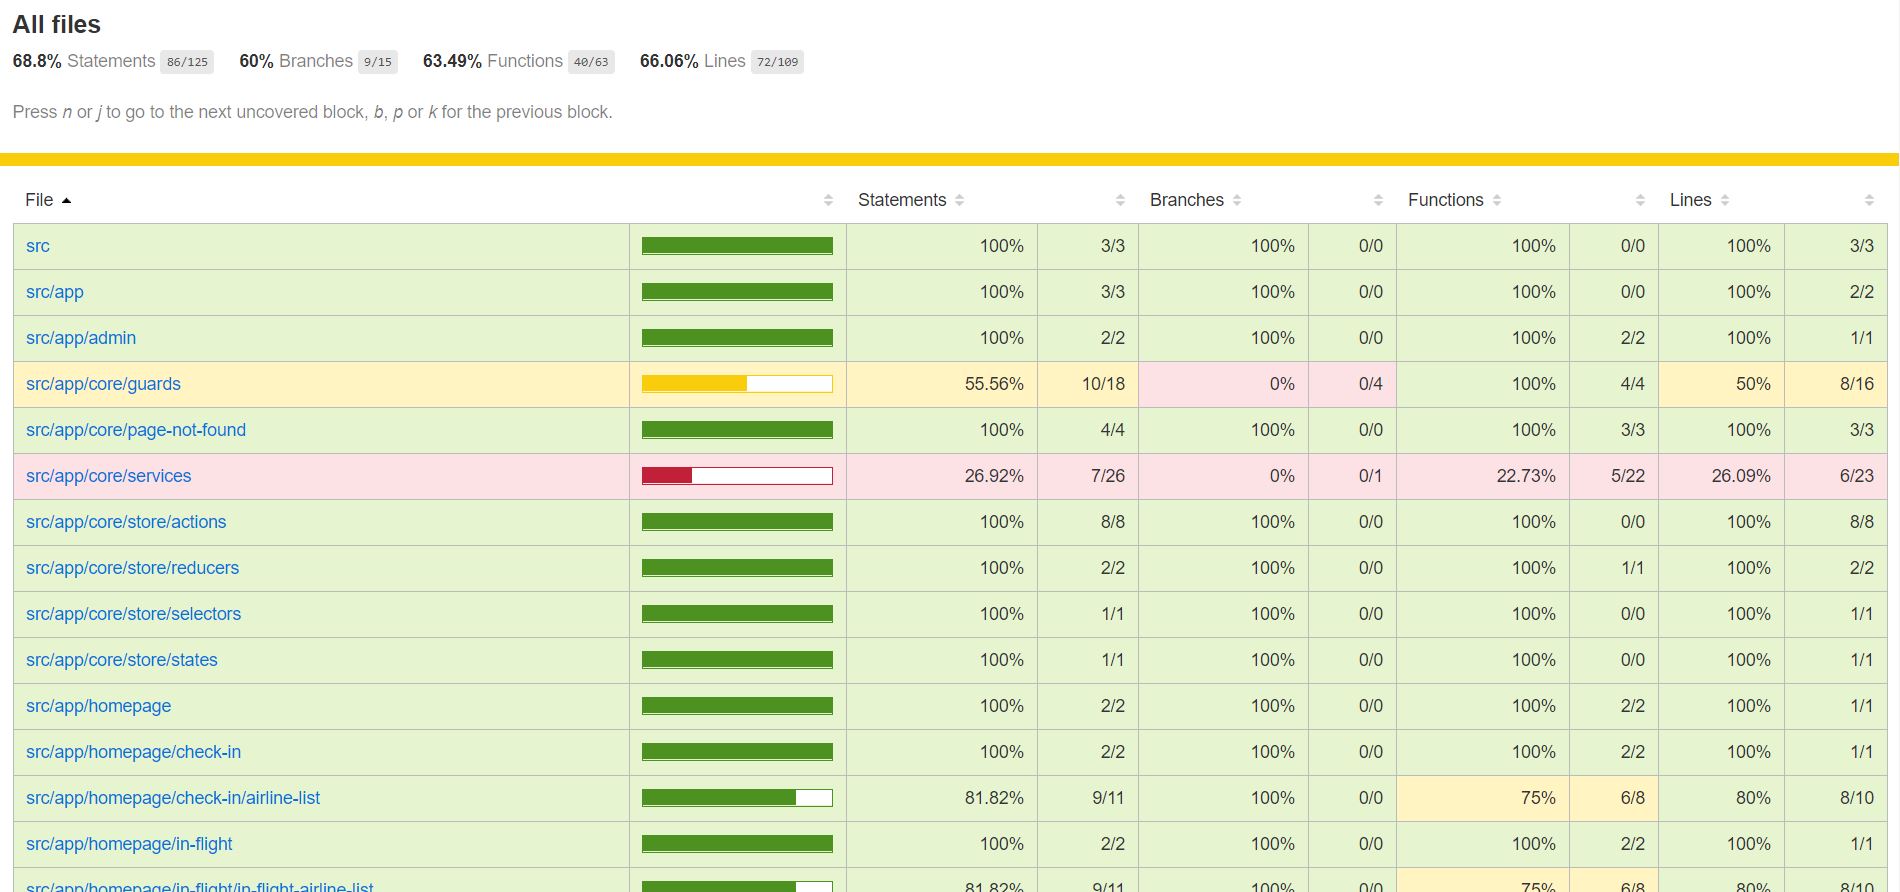 All files
68.8% Statements 86/125 60% Branches 9/15 63.49% Functions 40/63 66.06% Lines 72/109
Press n or j to go to the next uncovered block, b, p or k for the previous block.
File Statements Branches Functions Lines
src 100% 3/3 100% 0/0 100% 0/0 100% 3/3
src/app 100% 3/3 100% 0/0 100% 0/0 100% 2/2
src/app/admin 100% 2/2 100% 0/0 100% 2/2 100% 1/1
src/app/core/guards 55.56% 10/18 0% 0/4 100% 4/4 50% 8/16
src/app/core/page-not-found 100% 4/4 100% 0/0 100% 3/3 100% 3/3
src/app/core/services 26.92% 7/26 0% 0/1 22.73% 5/22 26.09% 6/23
src/app/core/store/actions 100% 8/8 100% 0/0 100% 0/0 100% 8/8
src/app/core/store/reducers 100% 2/2 100% 0/0 100% 1/1 100% 2/2
src/app/core/store/selectors 100% 1/1 100% 0/0 100% 0/0 100% 1/1
src/app/core/store/states 100% 1/1 100% 0/0 100% 0/0 100% 1/1
src/app/homepage 100% 2/2 100% 0/0 100% 2/2 100% 1/1
src/app/homepage/check-in 100% 2/2 100% 0/0 100% 2/2 100% 1/1
src/app/homepage/check-in/airline-list 81.82% 9/11 100% 0/0 75% 6/8 80% 8/10
src/app/homepage/in-flight 100% 2/2 100% 0/0 100% 2/2 100% 1/1
src/app/homepage/in-flight/in-flight-airline-list 81.82% 9/11 100% 0/0 75% 6/8 80% 8/10